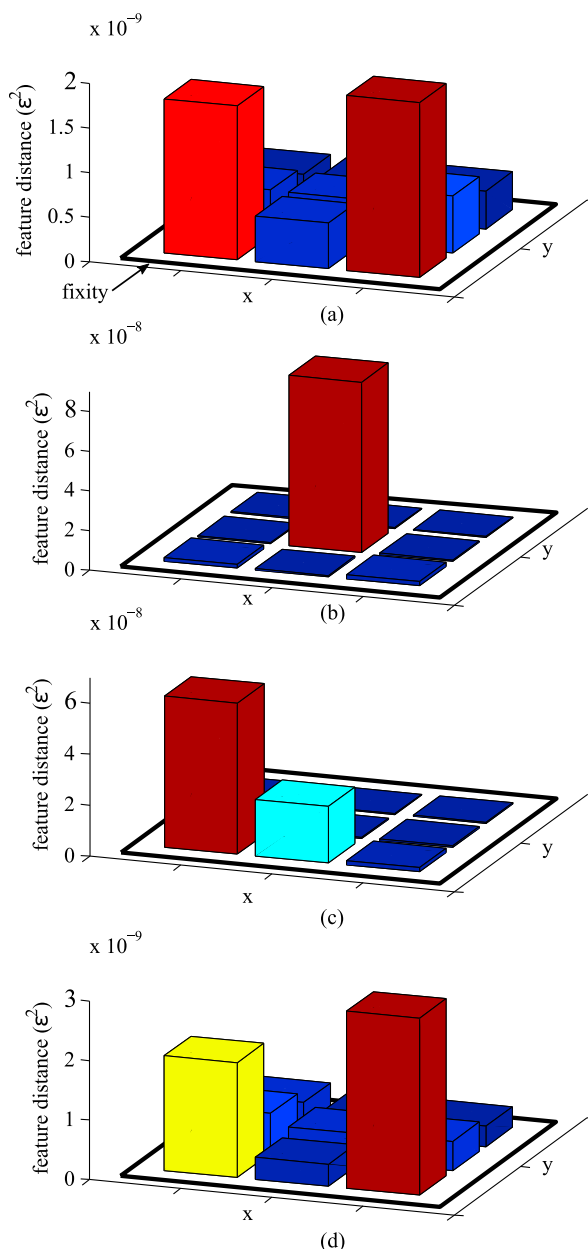 x 10⁻⁹
feature distance (ε²)
2
1.5
1
0.5
0
fixity
x
y
(a)
x 10⁻⁸
feature distance (ε²)
8
6
4
2
0
x
y
(b)
x 10⁻⁸
feature distance (ε²)
6
4
2
0
x
y
(c)
x 10⁻⁹
feature distance (ε²)
3
2
1
0
x
y
(d)